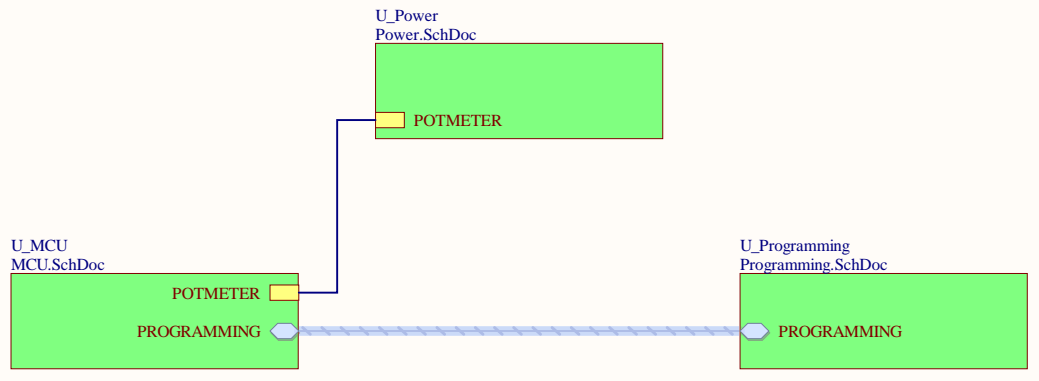 U_Power
Power.SchDoc
POTMETER
U_MCU
MCU.SchDoc
POTMETER
PROGRAMMING
U_Programming
Programming.SchDoc
PROGRAMMING